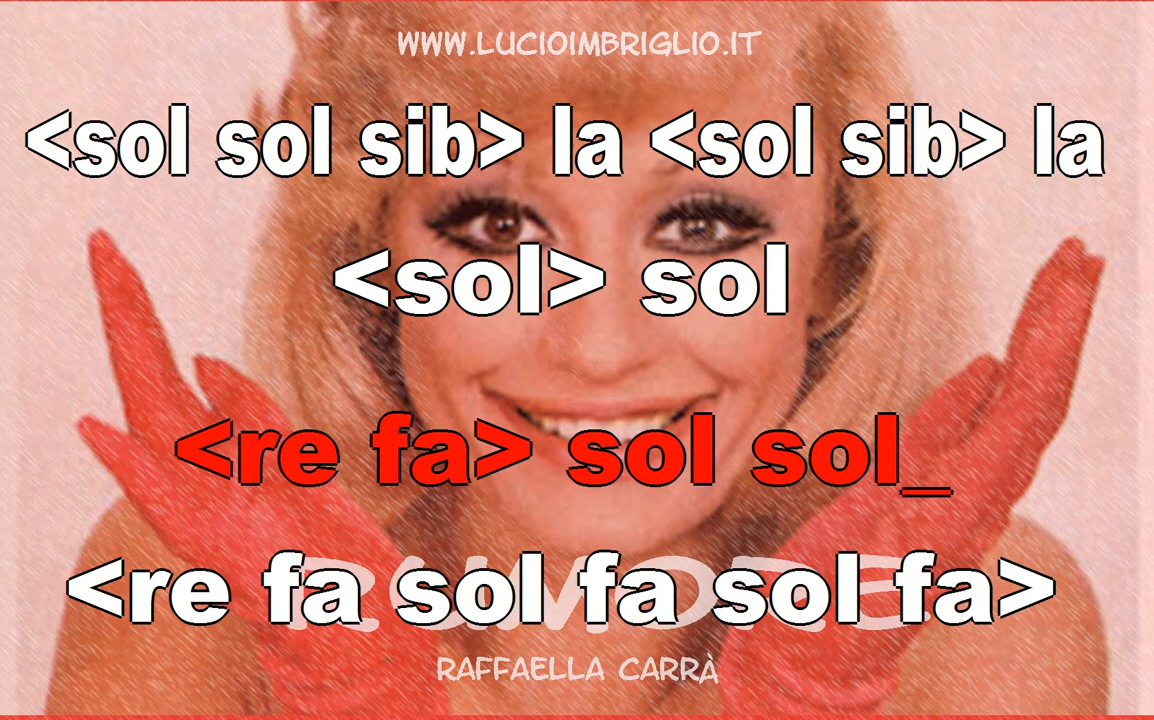 WWW.LUCIOIMBRIGLIO.IT
<sol sol sib> la <sol sib> la
<sol> sol
<re fa> sol sol_
<re fa sol fa sol fa>
RUMORE
RAFFAELLA CARRÀ